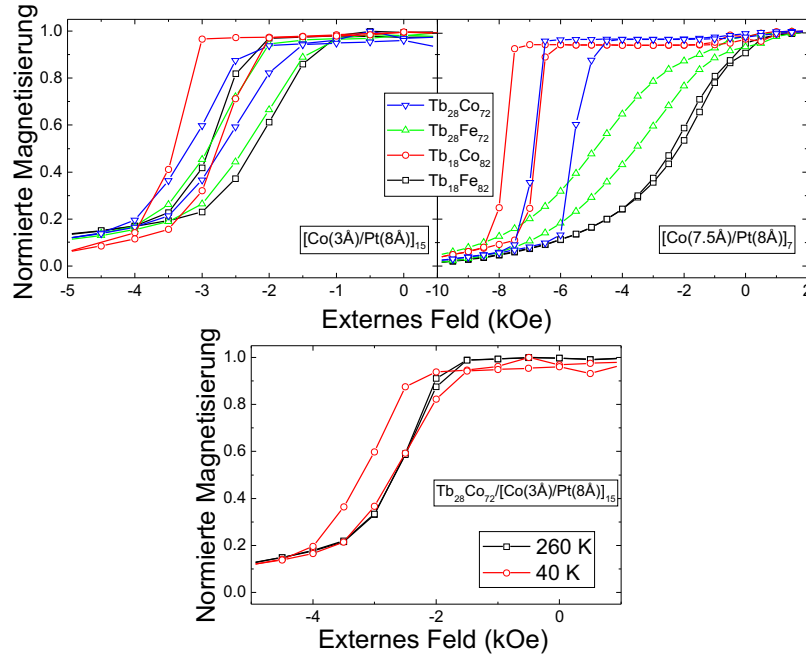 Normierte Magnetisierung
1.0
0.8
0.6
0.4
0.2
0.0
Tb₂₈Co₇₂
Tb₂₈Fe₇₂
Tb₁₈Co₈₂
Tb₁₈Fe₈₂
[Co(3Å)/Pt(8Å)]₁₅
[Co(7.5Å)/Pt(8Å)]₇
-5 -4 -3 -2 -1 0 -10 -8 -6 -4 -2 0 2
Externes Feld (kOe) Externes Feld (kOe)
Normierte Magnetisierung
1.0
0.8
0.6
0.4
0.2
0.0
Tb₂₈Co₇₂/[Co(3Å)/Pt(8Å)]₁₅
260 K
40 K
-4 -2 0
Externes Feld (kOe)